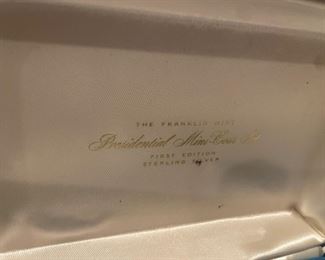 THE FRANKLIN MINT
Presidential Mini-Coin Set
FIRST EDITION
STERLING SILVER